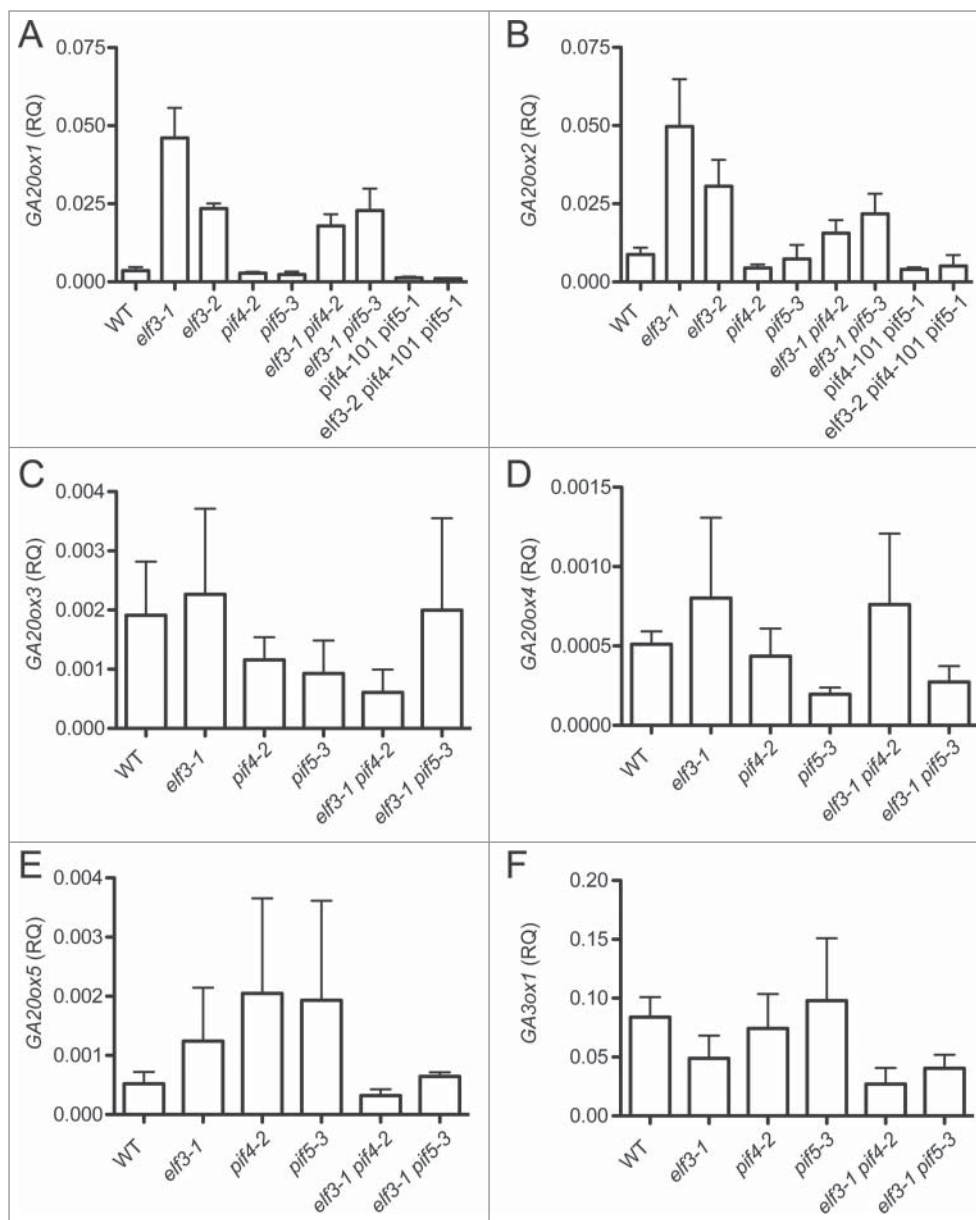 A
GA20ox1 (RQ)
0.075
0.050
0.025
0.000
WT
elf3-1
elf3-2
pif4-2
pif5-3
elf3-1 pif4-2
elf3-1 pif5-3
pif4-101 pif5-1
elf3-2 pif4-101 pif5-1
B
GA20ox2 (RQ)
0.075
0.050
0.025
0.000
WT
elf3-1
elf3-2
pif4-2
pif5-3
elf3-1 pif4-2
elf3-1 pif5-3
pif4-101 pif5-1
elf3-2 pif4-101 pif5-1
C
GA20ox3 (RQ)
0.004
0.003
0.002
0.001
0.000
WT
elf3-1
pif4-2
pif5-3
elf3-1 pif4-2
elf3-1 pif5-3
D
GA20ox4 (RQ)
0.0015
0.0010
0.0005
0.0000
WT
elf3-1
pif4-2
pif5-3
elf3-1 pif4-2
elf3-1 pif5-3
E
GA20ox5 (RQ)
0.004
0.003
0.002
0.001
0.000
WT
elf3-1
pif4-2
pif5-3
elf3-1 pif4-2
elf3-1 pif5-3
F
GA3ox1 (RQ)
0.20
0.15
0.10
0.05
0.00
WT
elf3-1
pif4-2
pif5-3
elf3-1 pif4-2
elf3-1 pif5-3